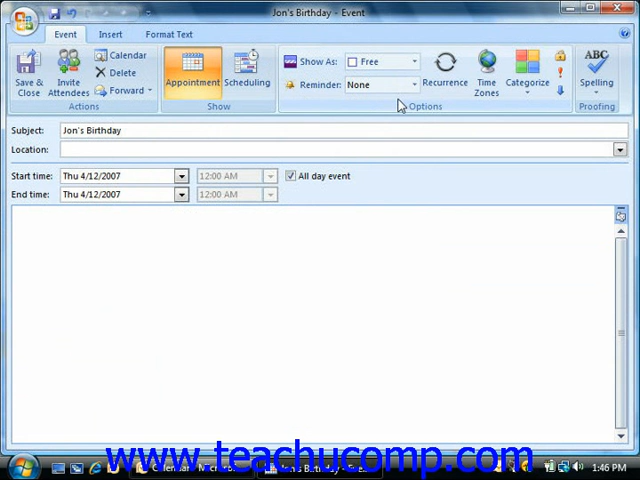 Jon's Birthday - Event
Event Insert Format Text
Save & Close
Invite Attendees
Calendar
Delete
Forward
Actions
Appointment
Scheduling
Show
Show As: Free
Reminder: None
Recurrence
Time Zones
Categorize
Options
ABC
Spelling
Proofing
Subject: Jon's Birthday
Location:
Start time: Thu 4/12/2007 12:00 AM All day event
End time: Thu 4/12/2007 12:00 AM
www.teachucomp.com
1:46 PM